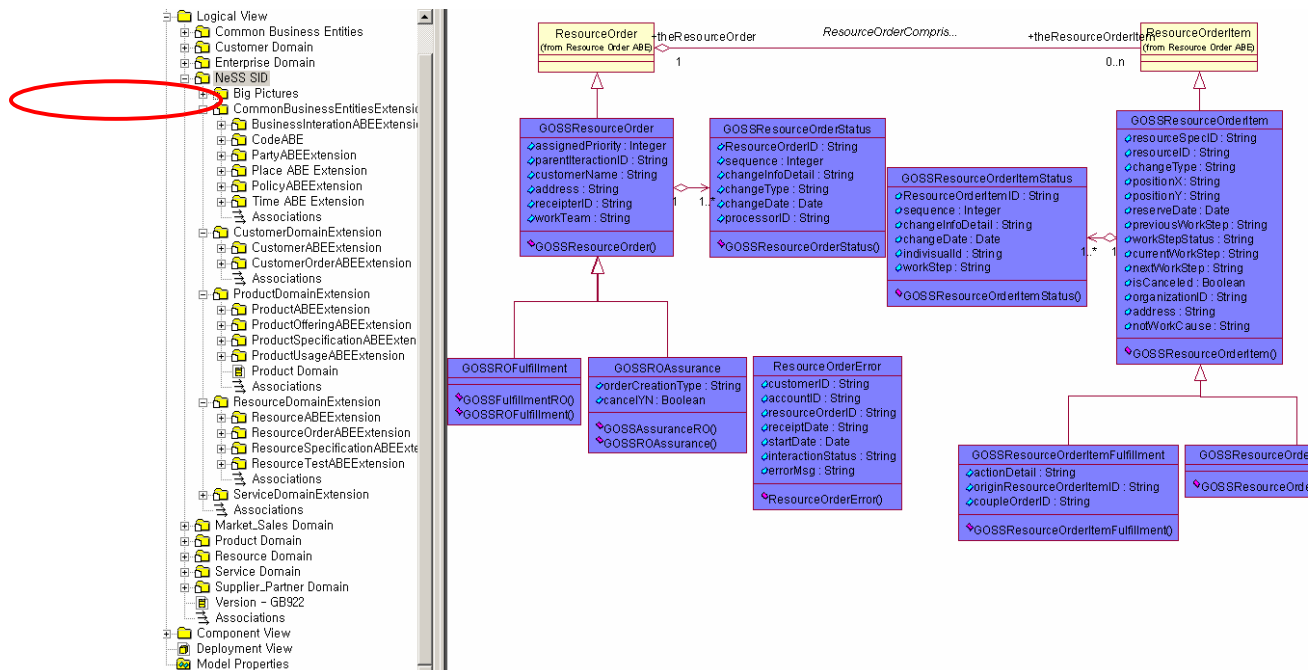 Logical View
Common Business Entities
Customer Domain
Enterprise Domain
NeSS SID
Big Pictures
CommonBusinessEntitiesExtensi
BusinessInterationABEExtensi
CodeABE
PartyABEExtension
Place ABE Extension
PolicyABEExtension
Time ABE Extension
Associations
CustomerDomainExtension
CustomerABEExtension
CustomerOrderABEExtension
Associations
ProductDomainExtension
ProductABEExtension
ProductOfferingABEExtension
ProductSpecificationABEExten
ProductUsageABEExtension
Product Domain
Associations
ResourceDomainExtension
ResourceABEExtension
ResourceOrderABEExtension
ResourceSpecificationABEExte
ResourceTestABEExtension
Associations
ServiceDomainExtension
Associations
Market_Sales Domain
Product Domain
Resource Domain
Service Domain
Supplier_Partner Domain
Version - GB922
Associations
Component View
Deployment View
Model Properties
ResourceOrder
(from Resource Order ABE)
+theResourceOrder
1
ResourceOrderCompris...
+theResourceOrderItem
0..n
ResourceOrderItem
(from Resource Order ABE)
GOSSResourceOrder
assignedPriority : Integer
parentIteractionID : String
customerName : String
address : String
receipterID : String
workTeam : String
GOSSResourceOrder()
1
1..*
GOSSResourceOrderStatus
ResourceOrderID : String
sequence : Integer
changeInfoDetail : String
changeType : String
changeDate : Date
processorID : String
GOSSResourceOrderStatus()
GOSSResourceOrderItemStatus
ResourceOrderItemID : String
sequence : Integer
changeInfoDetail : String
changeDate : Date
indivisualId : String
workStep : String
GOSSResourceOrderItemStatus()
1..*
1
GOSSResourceOrderItem
resourceSpecID : String
resourceID : String
changeType : String
positionX : String
positionY : String
reserveDate : Date
previousWorkStep : String
workStepStatus : String
currentWorkStep : String
nextWorkStep : String
isCanceled : Boolean
organizationID : String
address : String
notWorkCause : String
GOSSResourceOrderItem()
GOSSROFulfillment
GOSSFulfillmentRO()
GOSSROFulfillment()
GOSSROAssurance
orderCreationType : String
cancelYN : Boolean
GOSSAssuranceRO()
GOSSROAssurance()
ResourceOrderError
customerID : String
accountID : String
resourceOrderID : String
receiptDate : String
startDate : Date
interactionStatus : String
errorMsg : String
ResourceOrderError()
GOSSResourceOrderItemFulfillment
actionDetail : String
originResourceOrderItemID : String
coupleOrderID : String
GOSSResourceOrderItemFulfillment()
GOSSResourceOrde
GOSSResourceOrde